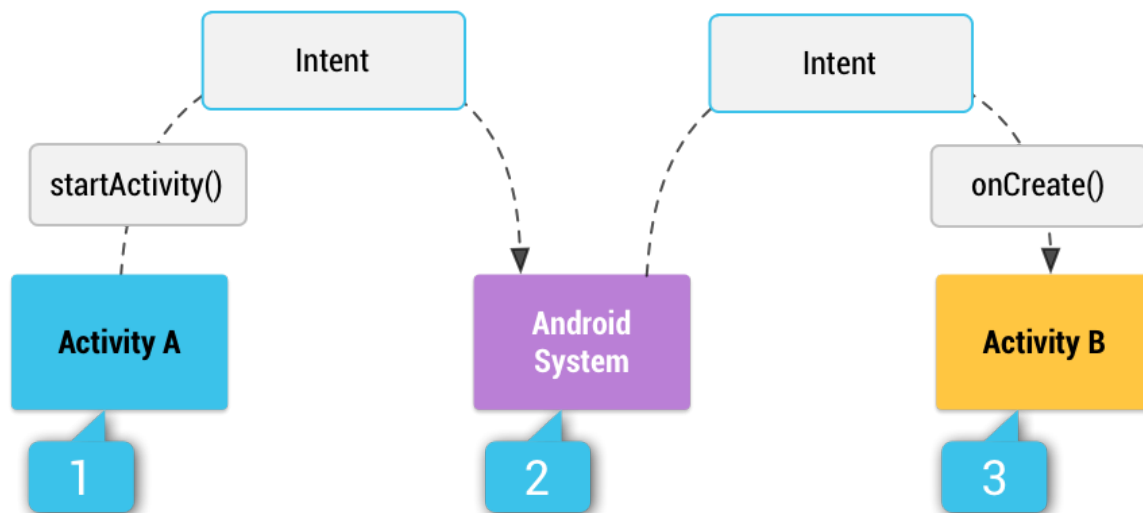 Intent
Intent
startActivity()
onCreate()
Activity A
Android
System
Activity B
1
2
3